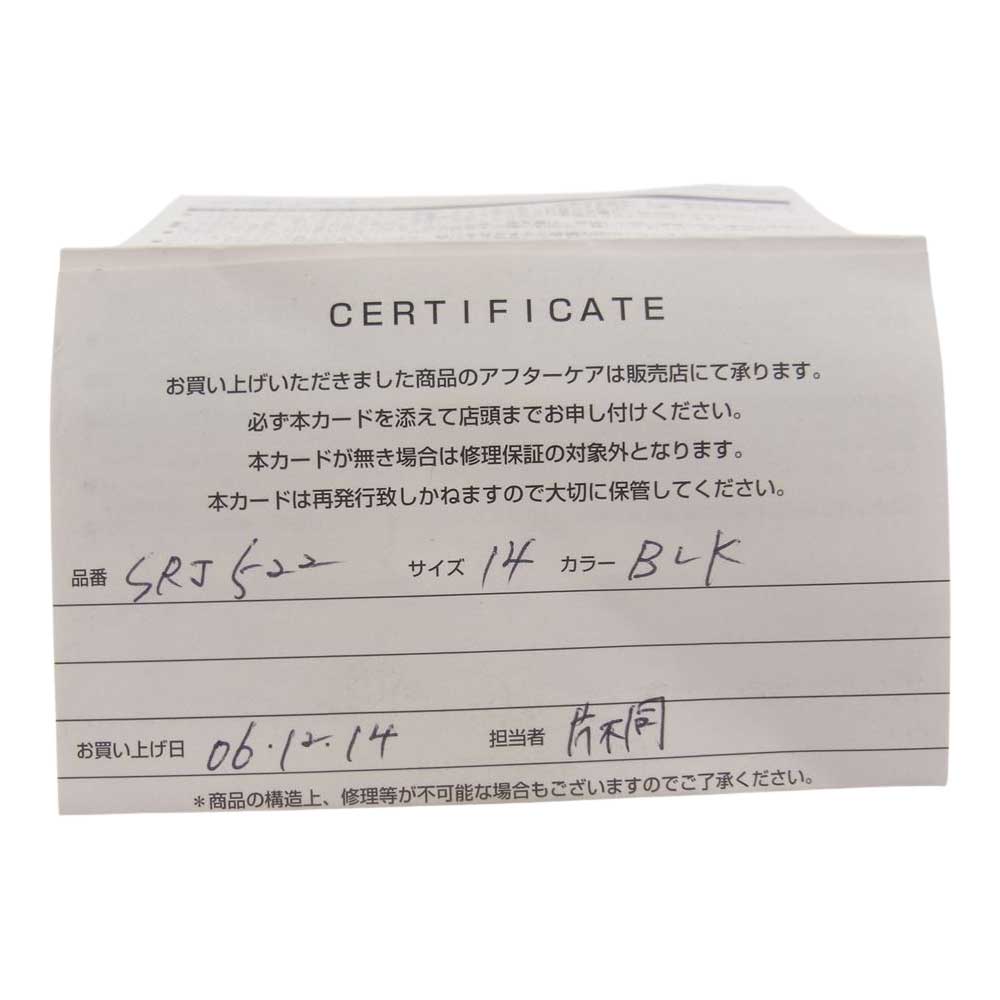 CERTIFICATE
お買い上げいただきました商品のアフターケアは販売店にて承ります。
必ず本カードを添えて店頭までお申し付けください。
本カードが無き場合は修理保証の対象外となります。
本カードは再発行致しかねますので大切に保管してください。
品番 SRJ 522 サイズ 14 カラー BLK
お買い上げ日 06.12.14 担当者
*商品の構造上、修理等が不可能な場合もございますのでご了承ください。